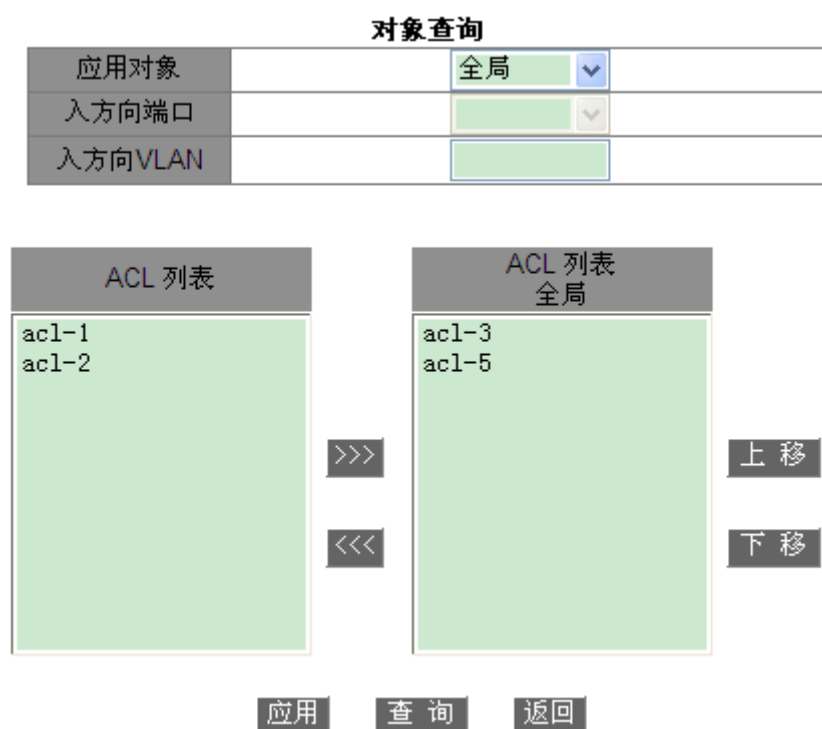 对象查询
应用对象 全局
入方向端口
入方向VLAN
ACL 列表
ACL 列表
全局
acl-1
acl-2
acl-3
acl-5
>>>
<<<
上 移
下 移
应用 查 询 返回